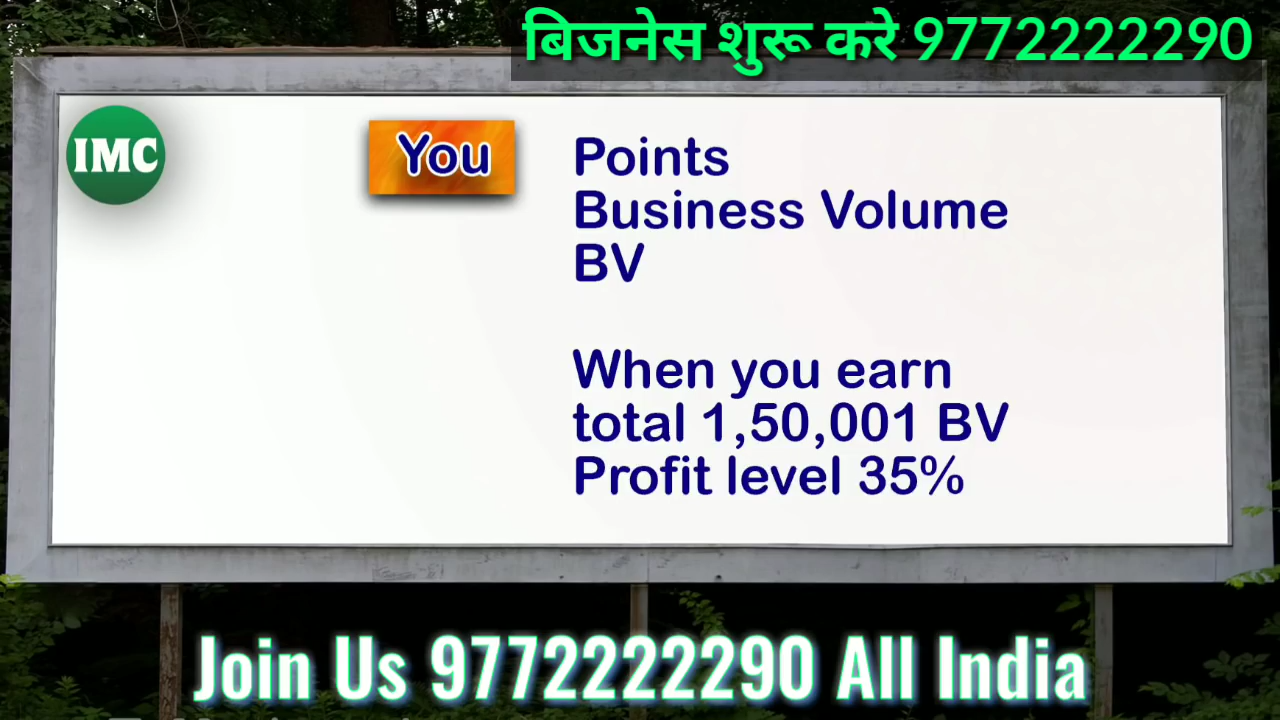 बिजनेस शुरू करे 9772222290
IMC
You
Points
Business Volume
BV
When you earn
total 1,50,001 BV
Profit level 35%
Join Us 9772222290 All India